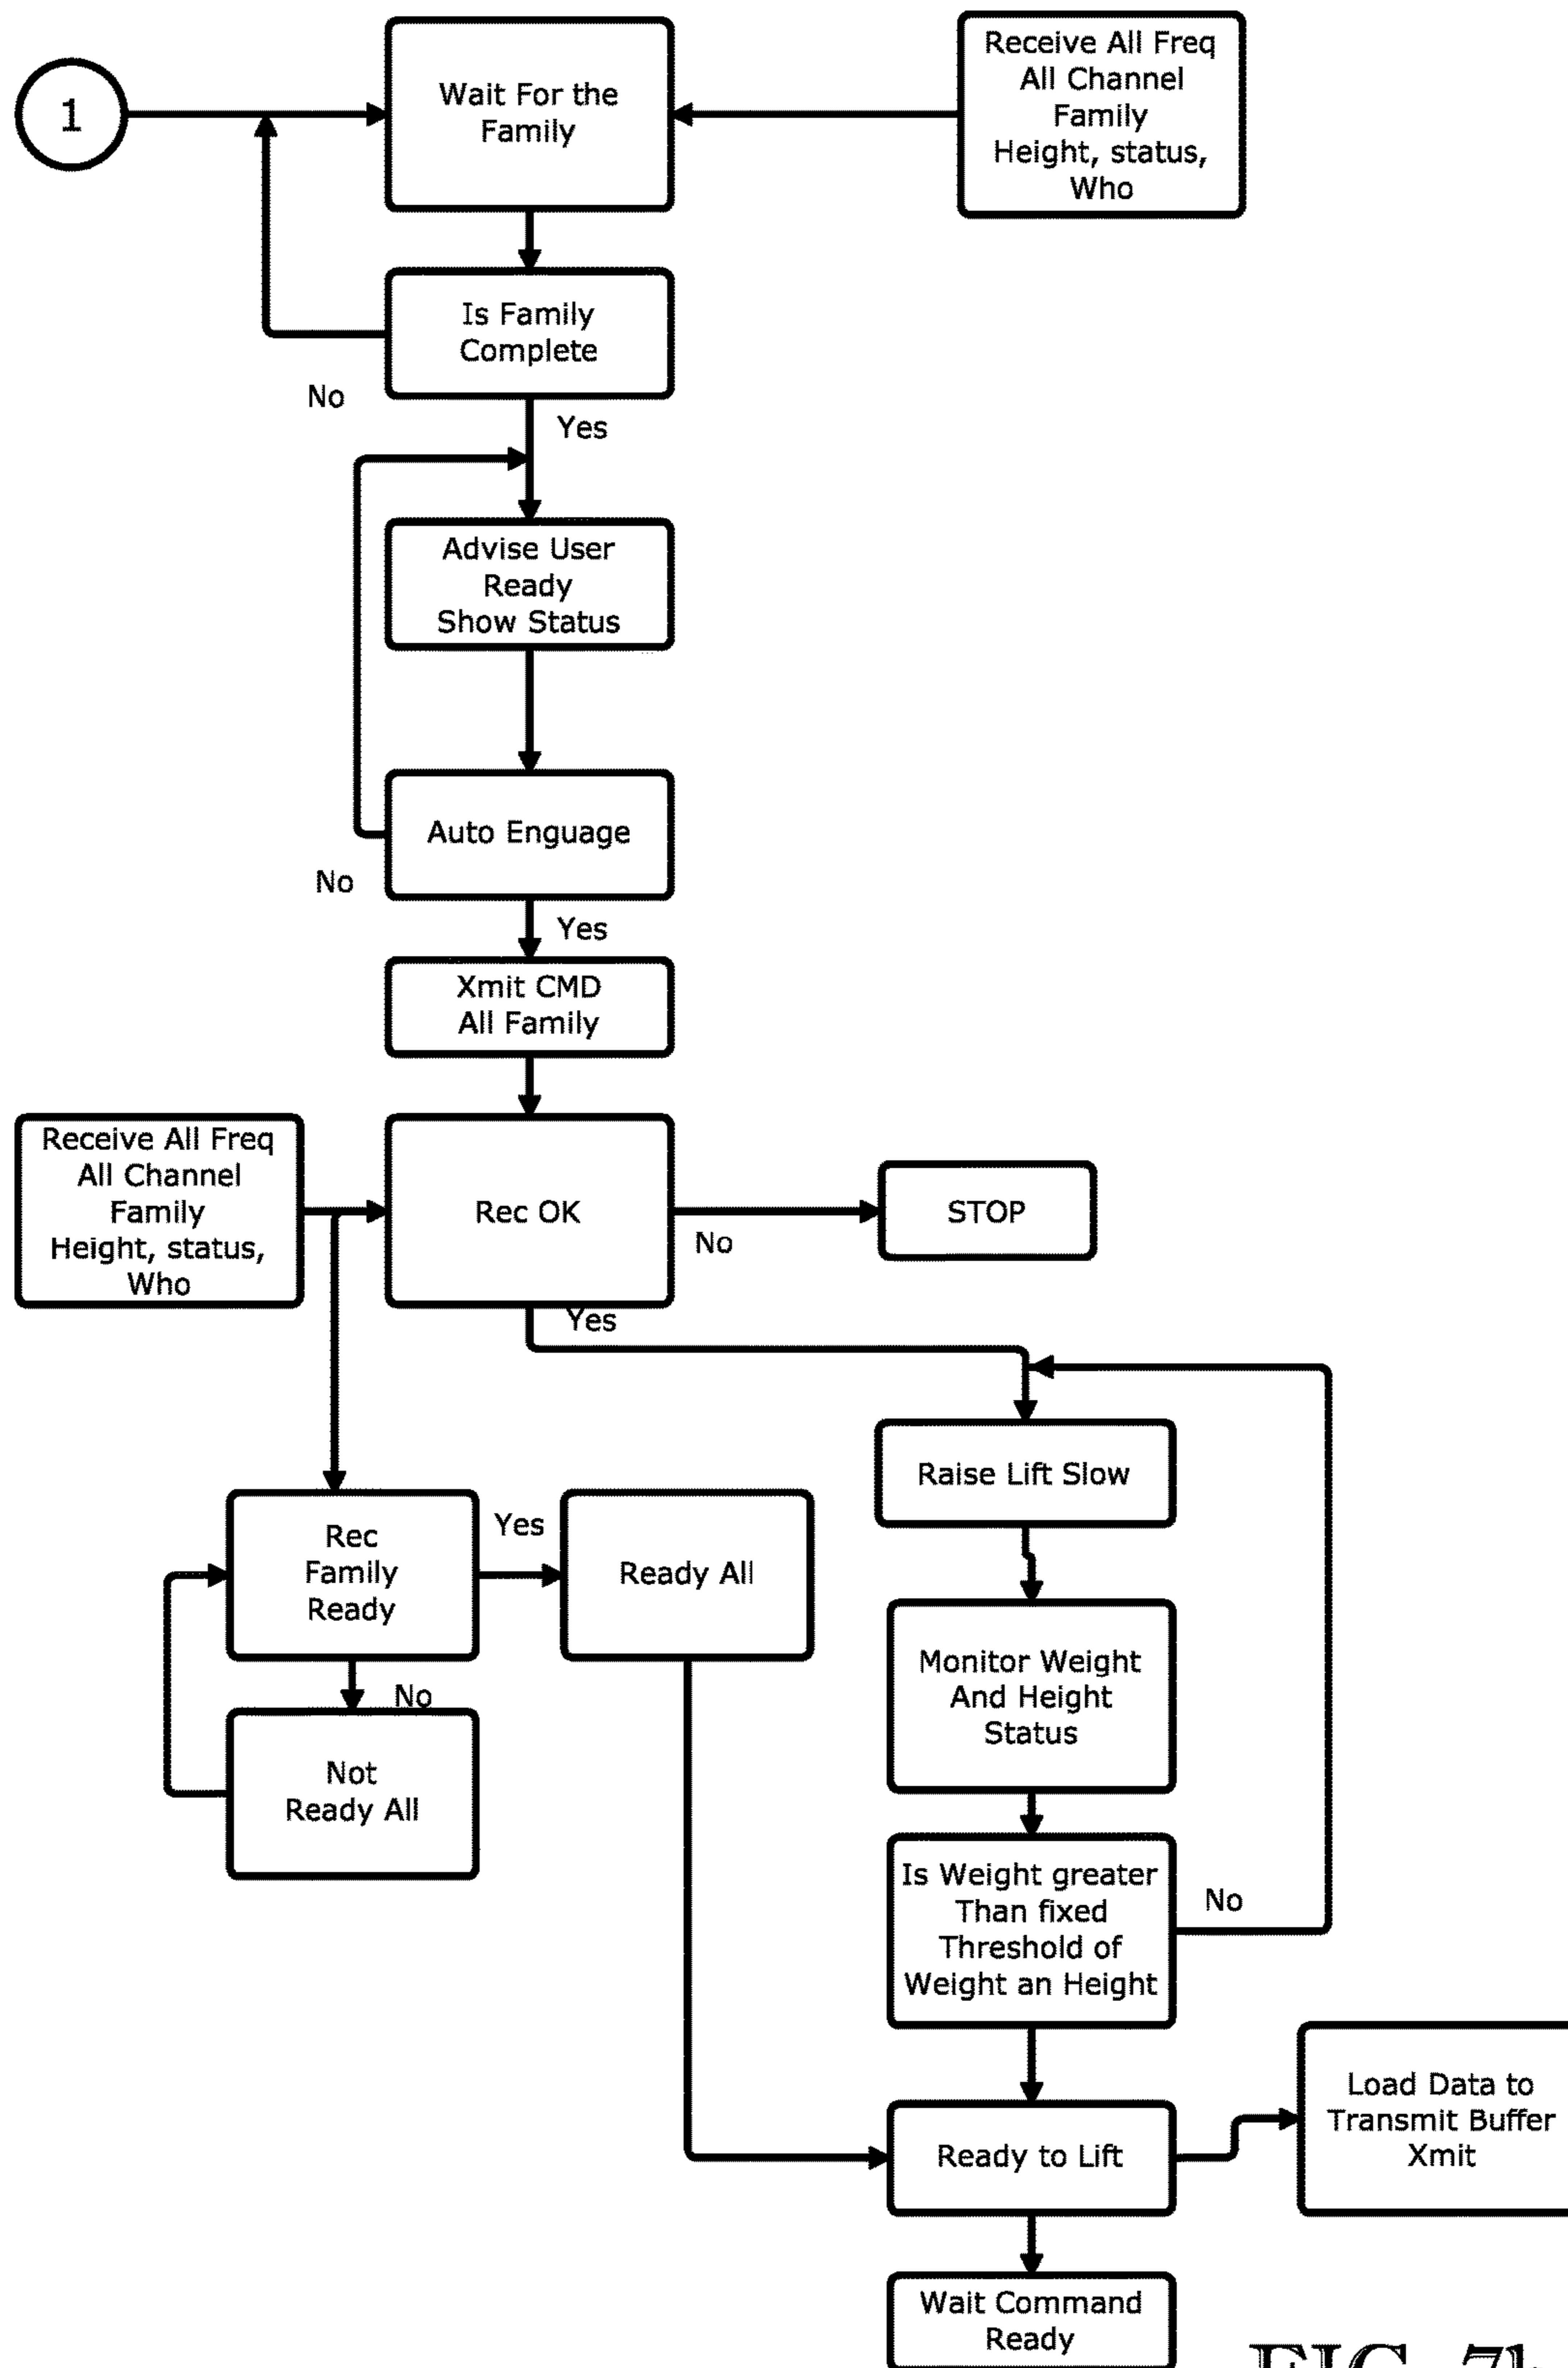 1
Wait For the
Family
Receive All Freq
All Channel
Family
Height, status,
Who
Is Family
Complete
No
Yes
Advise User
Ready
Show Status
Auto Enguage
No
Yes
Xmit CMD
All Family
Receive All Freq
All Channel
Family
Height, status,
Who
Rec OK
No
STOP
Yes
Raise Lift Slow
Rec
Family
Ready
Yes
Ready All
No
Not
Ready All
Monitor Weight
And Height
Status
Is Weight greater
Than fixed
Threshold of
Weight an Height
No
Ready to Lift
Load Data to
Transmit Buffer
Xmit
Wait Command
Ready